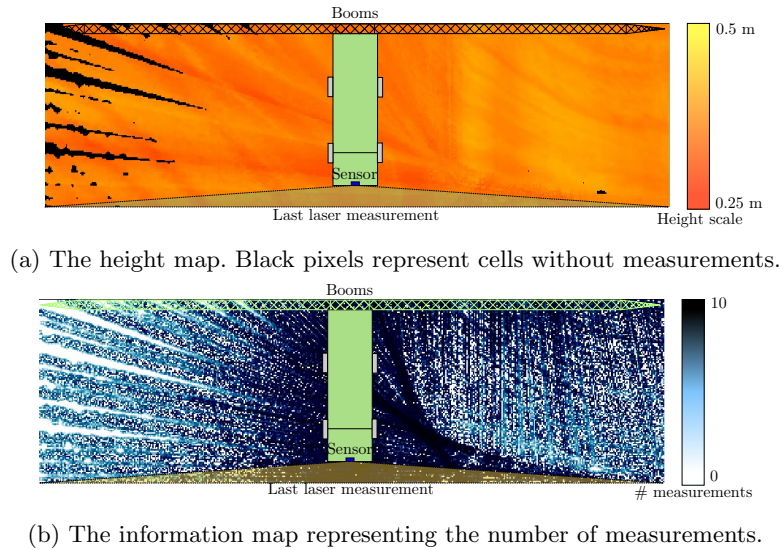 Booms
0.5 m
Sensor
0.25 m
Last laser measurement
Height scale
(a) The height map. Black pixels represent cells without measurements.
Booms
10
Sensor
0
Last laser measurement
# measurements
(b) The information map representing the number of measurements.